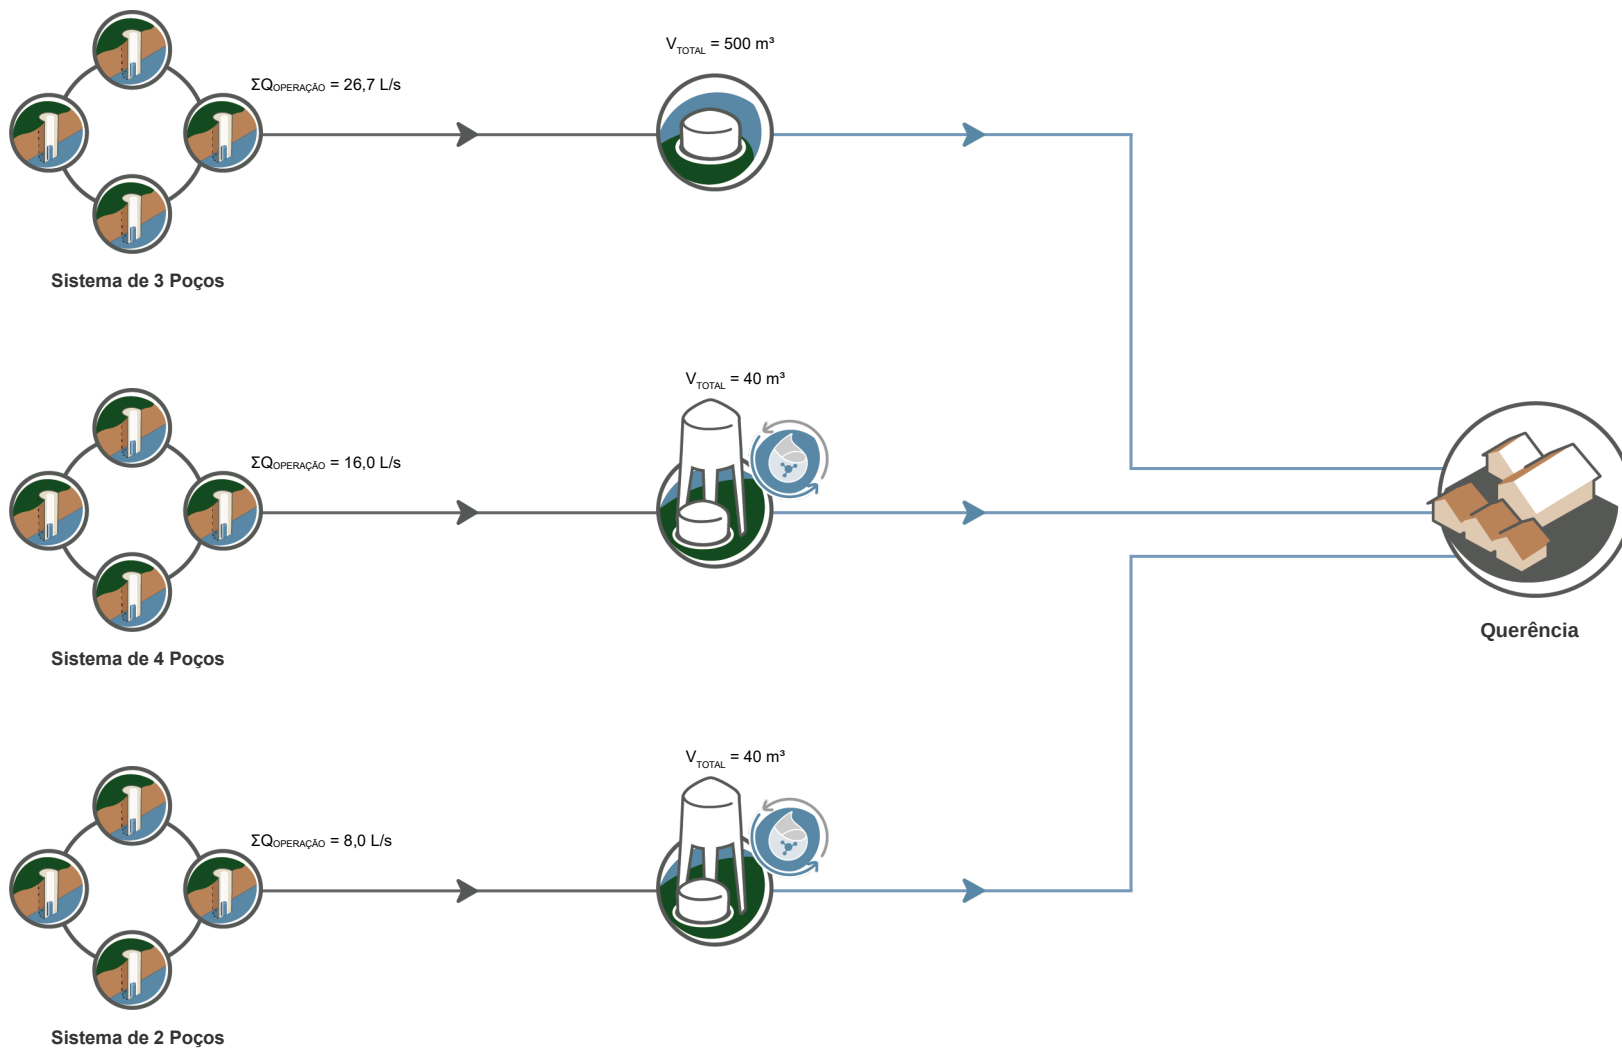 V_TOTAL = 500 m³
ΣQ_OPERAÇÃO = 26,7 L/s
Sistema de 3 Poços
V_TOTAL = 40 m³
ΣQ_OPERAÇÃO = 16,0 L/s
Querência
Sistema de 4 Poços
V_TOTAL = 40 m³
ΣQ_OPERAÇÃO = 8,0 L/s
Sistema de 2 Poços